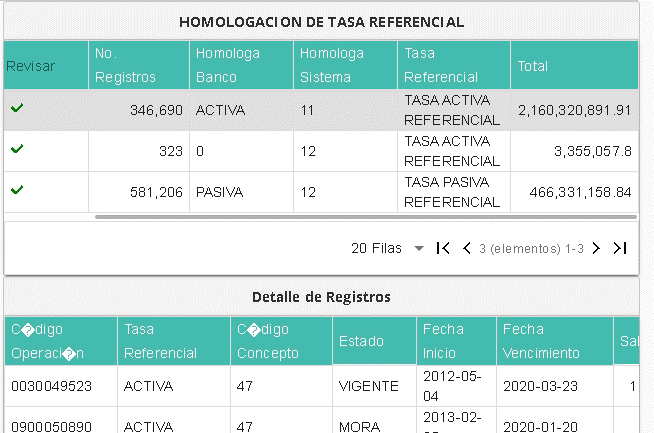 HOMOLOGACION DE TASA REFERENCIAL
Revisar No. Registros Homologa Banco Homologa Sistema Tasa Referencial Total
346,690 ACTIVA 11 TASA ACTIVA REFERENCIAL 2,160,320,891.91
323 0 12 TASA ACTIVA REFERENCIAL 3,355,057.8
581,206 PASIVA 12 TASA PASIVA REFERENCIAL 466,331,158.84
20 Filas 3 (elementos) 1-3
Detalle de Registros
C�digo Operaci�n Tasa Referencial C�digo Concepto Estado Fecha Inicio Fecha Vencimiento Sal
0030049523 ACTIVA 47 VIGENTE 2012-05-04 2020-03-23 1
0900050890 ACTIVA 47 MORA 2013-02- 2020-01-20